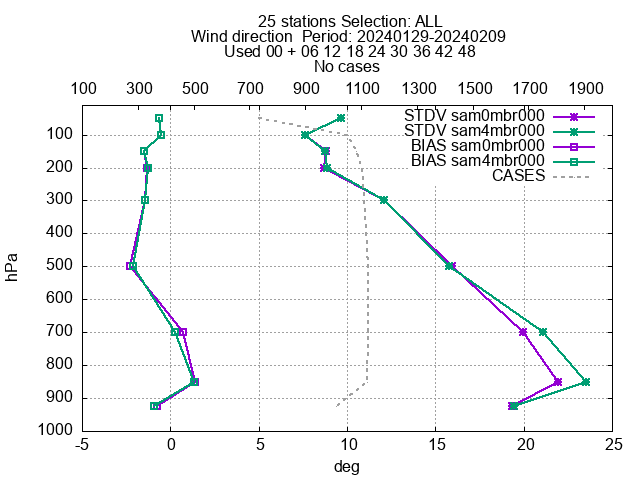 25 stations Selection: ALL
Wind direction  Period: 20240129-20240209
Used 00 + 06 12 18 24 30 36 42 48
No cases
100 300 500 700 900 1100 1300 1500 1700 1900
STDV sam0mbr000
STDV sam4mbr000
BIAS sam0mbr000
BIAS sam4mbr000
CASES
100
200
300
400
500
600
700
800
900
1000
hPa
-5 0 5 10 15 20 25
deg